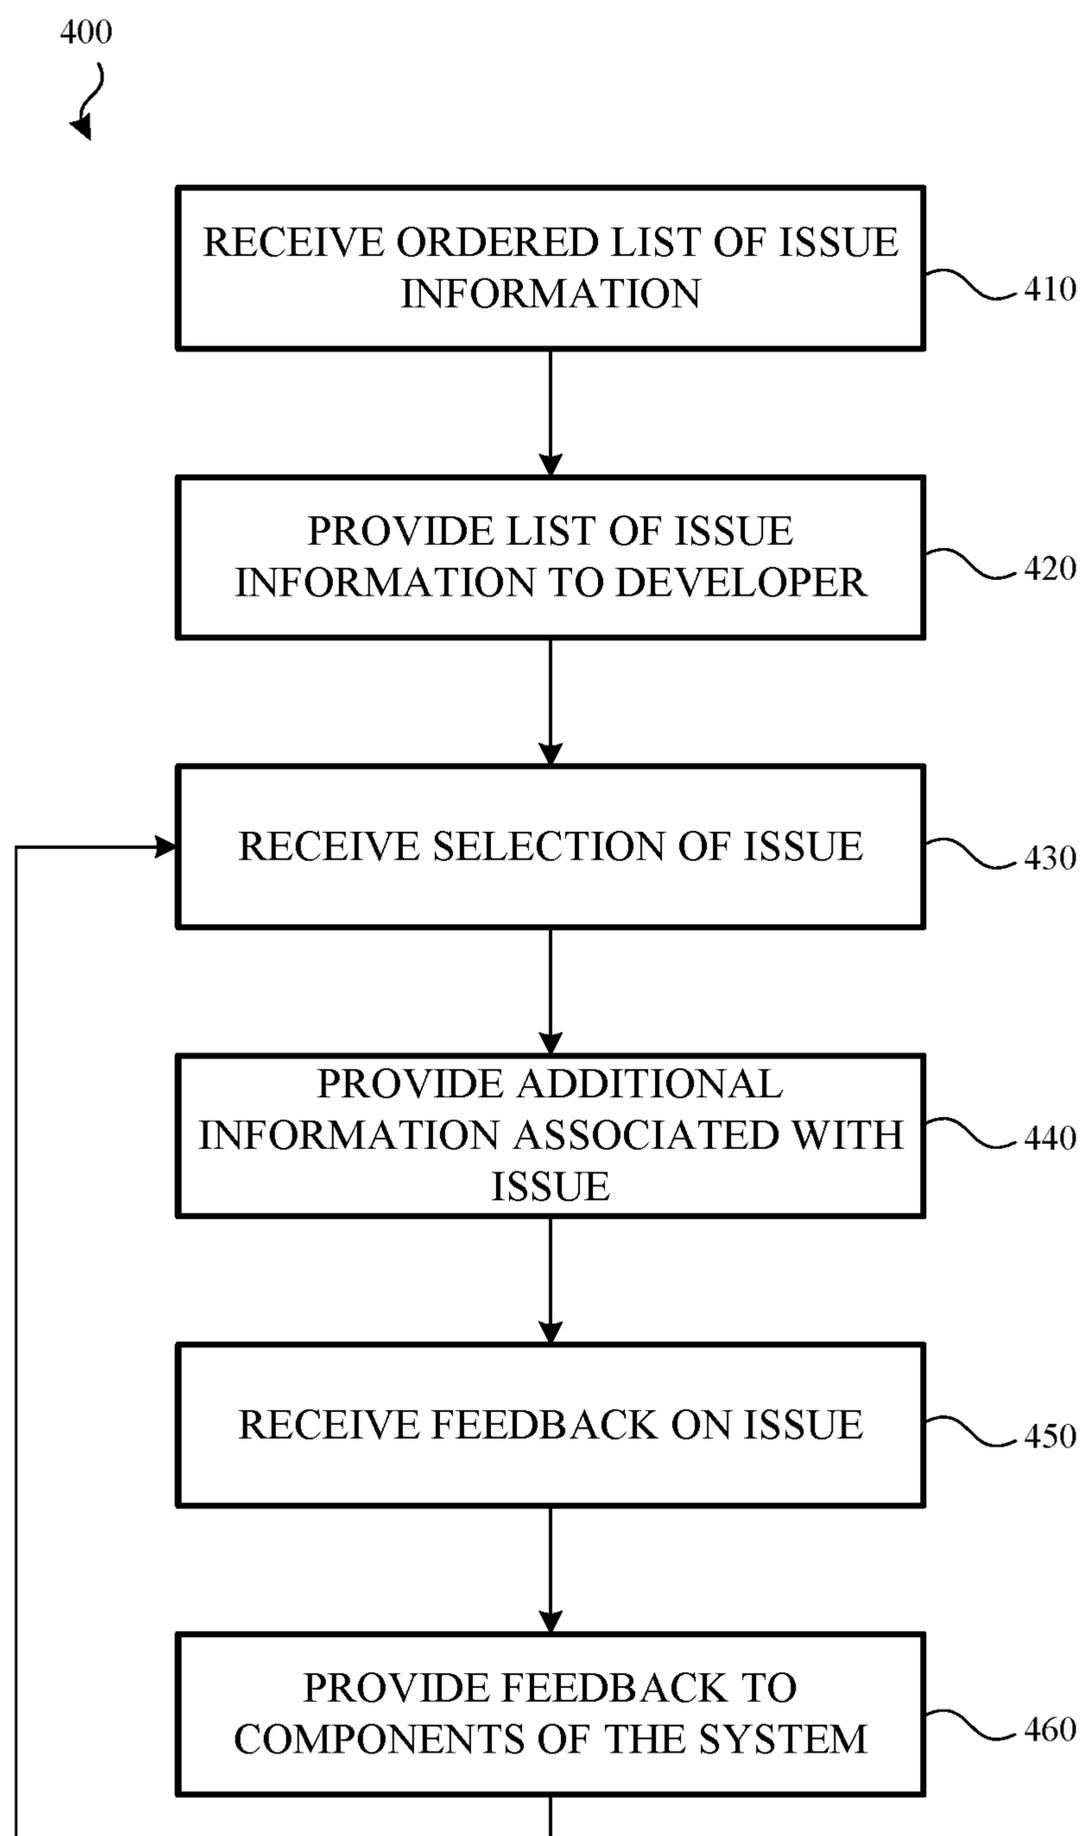 400
RECEIVE ORDERED LIST OF ISSUE
INFORMATION
410
PROVIDE LIST OF ISSUE
INFORMATION TO DEVELOPER
420
RECEIVE SELECTION OF ISSUE
430
PROVIDE ADDITIONAL
INFORMATION ASSOCIATED WITH
ISSUE
440
RECEIVE FEEDBACK ON ISSUE
450
PROVIDE FEEDBACK TO
COMPONENTS OF THE SYSTEM
460